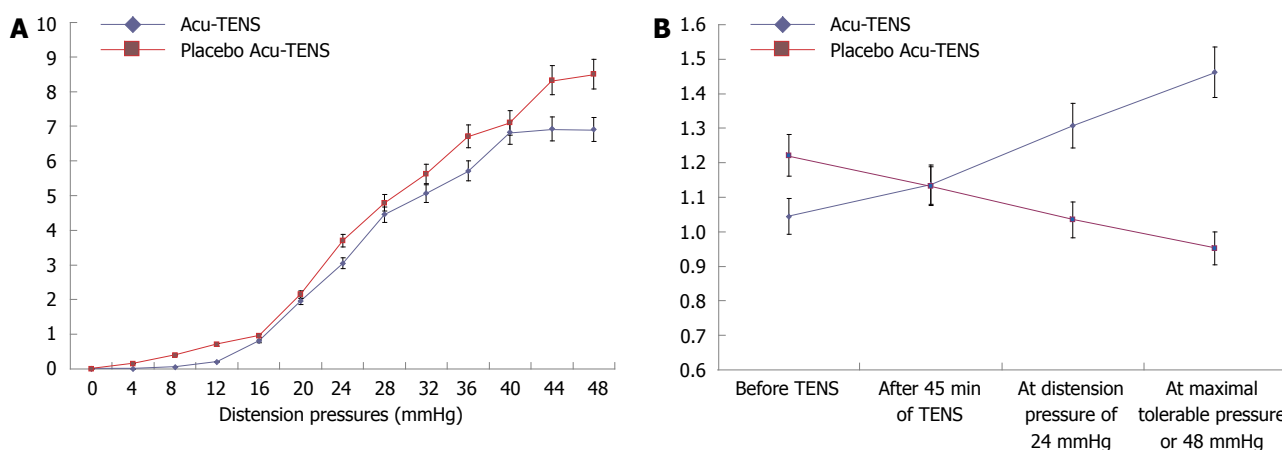 A
Acu-TENS
Placebo Acu-TENS
10
9
8
7
6
5
4
3
2
1
0
0 4 8 12 16 20 24 28 32 36 40 44 48
Distension pressures (mmHg)
B
Acu-TENS
Placebo Acu-TENS
1.6
1.5
1.4
1.3
1.2
1.1
1.0
0.9
0.8
0.7
0.6
Before TENS
After 45 min
of TENS
At distension
pressure of
24 mmHg
At maximal
tolerable pressure
or 48 mmHg